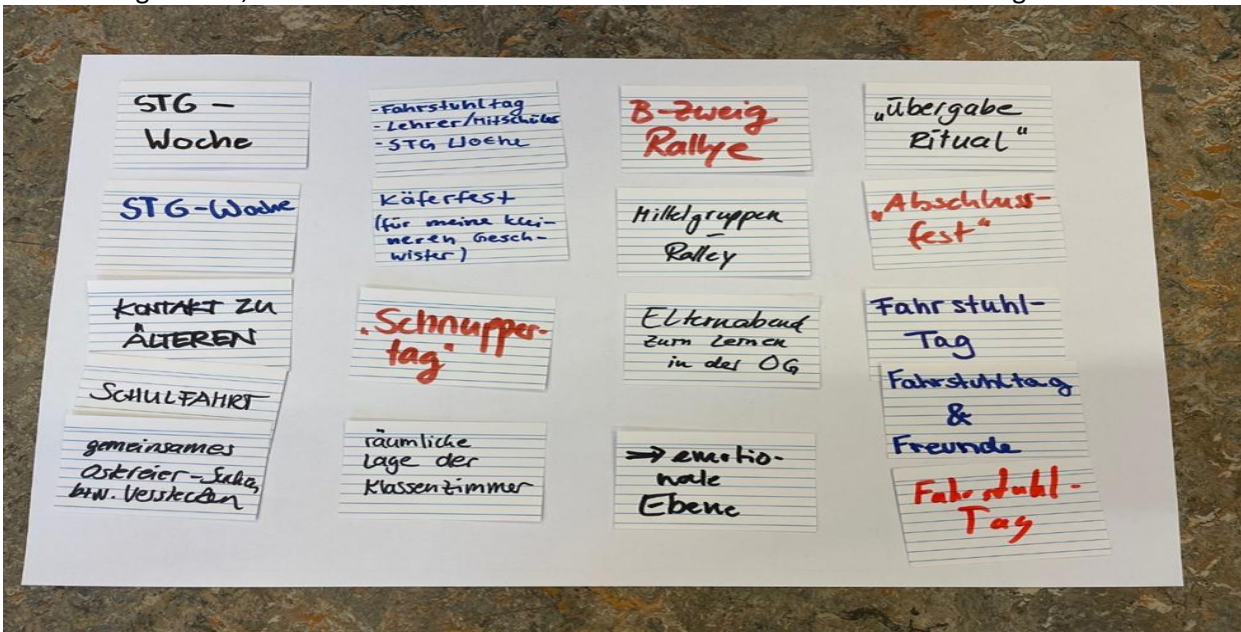 STG -
Woche
STG-Woche
KONTAKT ZU
ÄLTEREN
SCHULFAHRT
gemeinsames
Ostereier-Suchen
bzw. Verstecken
- Fahrstuhltag
- Lehrer/Mitschüler
- STG Woche
Käferfest
(für meine klei-
neren Gesch-
wister)
"Schnupper-
tag"
räumliche
Lage der
Klassenzimmer
B-Zweig
Rallye
Mittelgruppen
-
Ralley
Elternabend
zum Lernen
in der OG
→ emotio-
nale
Ebene
„Übergabe
Ritual"
„Abschluss-
fest"
Fahrstuhl-
Tag
Fahrstuhltag
&
Freunde
Fahrstuhl-
Tag